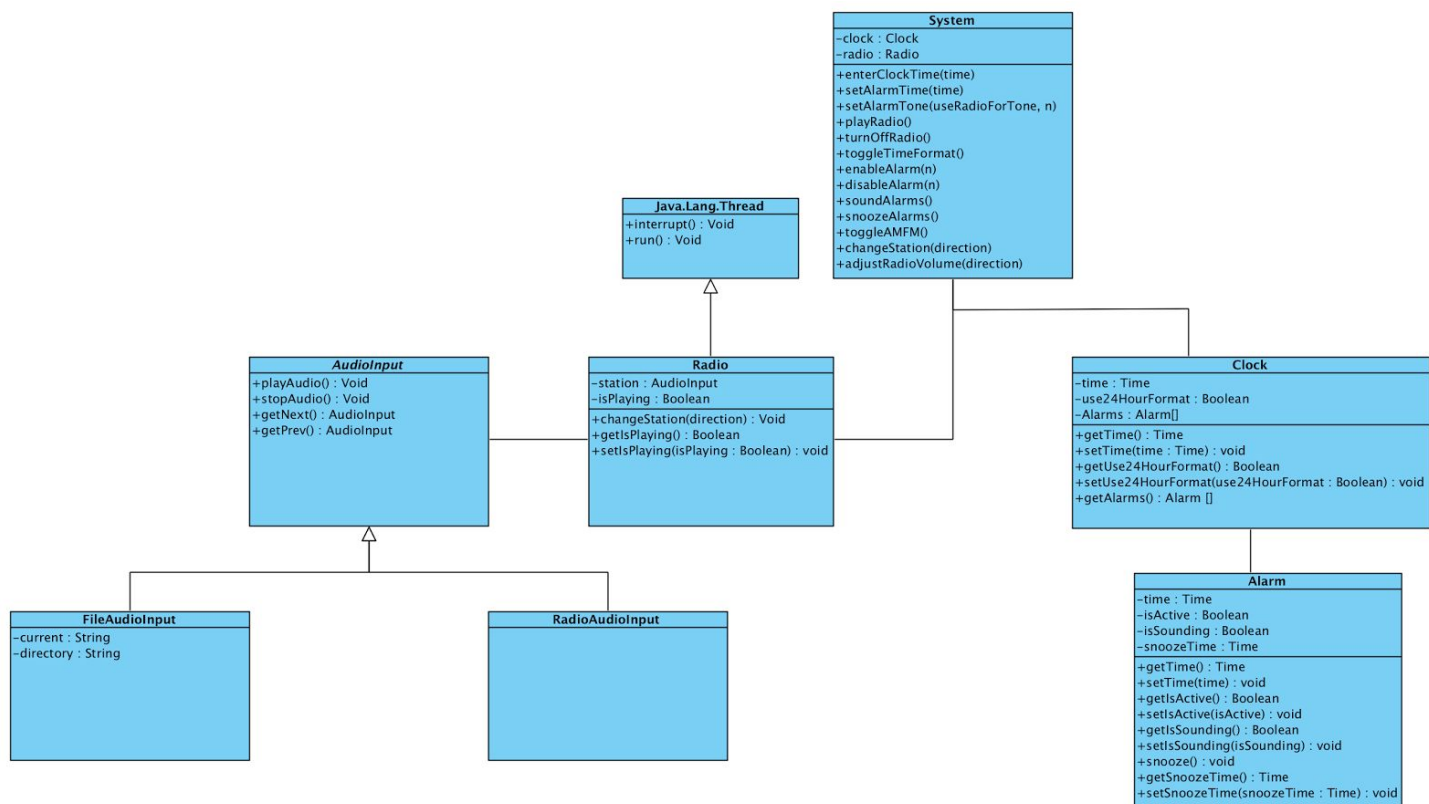 System
-clock : Clock
-radio : Radio
+enterClockTime(time)
+setAlarmTime(time)
+setAlarmTone(useRadioForTone, n)
+playRadio()
+turnOffRadio()
+toggleTimeFormat()
+enableAlarm(n)
+disableAlarm(n)
+soundAlarms()
+snoozeAlarms()
+toggleAMFM()
+changeStation(direction)
+adjustRadioVolume(direction)
Java.Lang.Thread
+interrupt() : Void
+run() : Void
AudioInput
+playAudio() : Void
+stopAudio() : Void
+getNext() : AudioInput
+getPrev() : AudioInput
Radio
-station : AudioInput
-isPlaying : Boolean
+changeStation(direction) : Void
+getIsPlaying() : Boolean
+setIsPlaying(isPlaying : Boolean) : void
Clock
-time : Time
-use24HourFormat : Boolean
-Alarms : Alarm[]
+getTime() : Time
+setTime(time : Time) : void
+getUse24HourFormat() : Boolean
+setUse24HourFormat(use24HourFormat : Boolean) : void
+getAlarms() : Alarm []
FileAudioInput
-current : String
-directory : String
RadioAudioInput
Alarm
-time : Time
-isActive : Boolean
-isSounding : Boolean
-snoozeTime : Time
+getTime() : Time
+setTime(time) : void
+getIsActive() : Boolean
+setIsActive(isActive) : void
+getIsSounding() : Boolean
+setIsSounding(isSounding) : void
+snooze() : void
+getSnoozeTime() : Time
+setSnoozeTime(snoozeTime : Time) : void